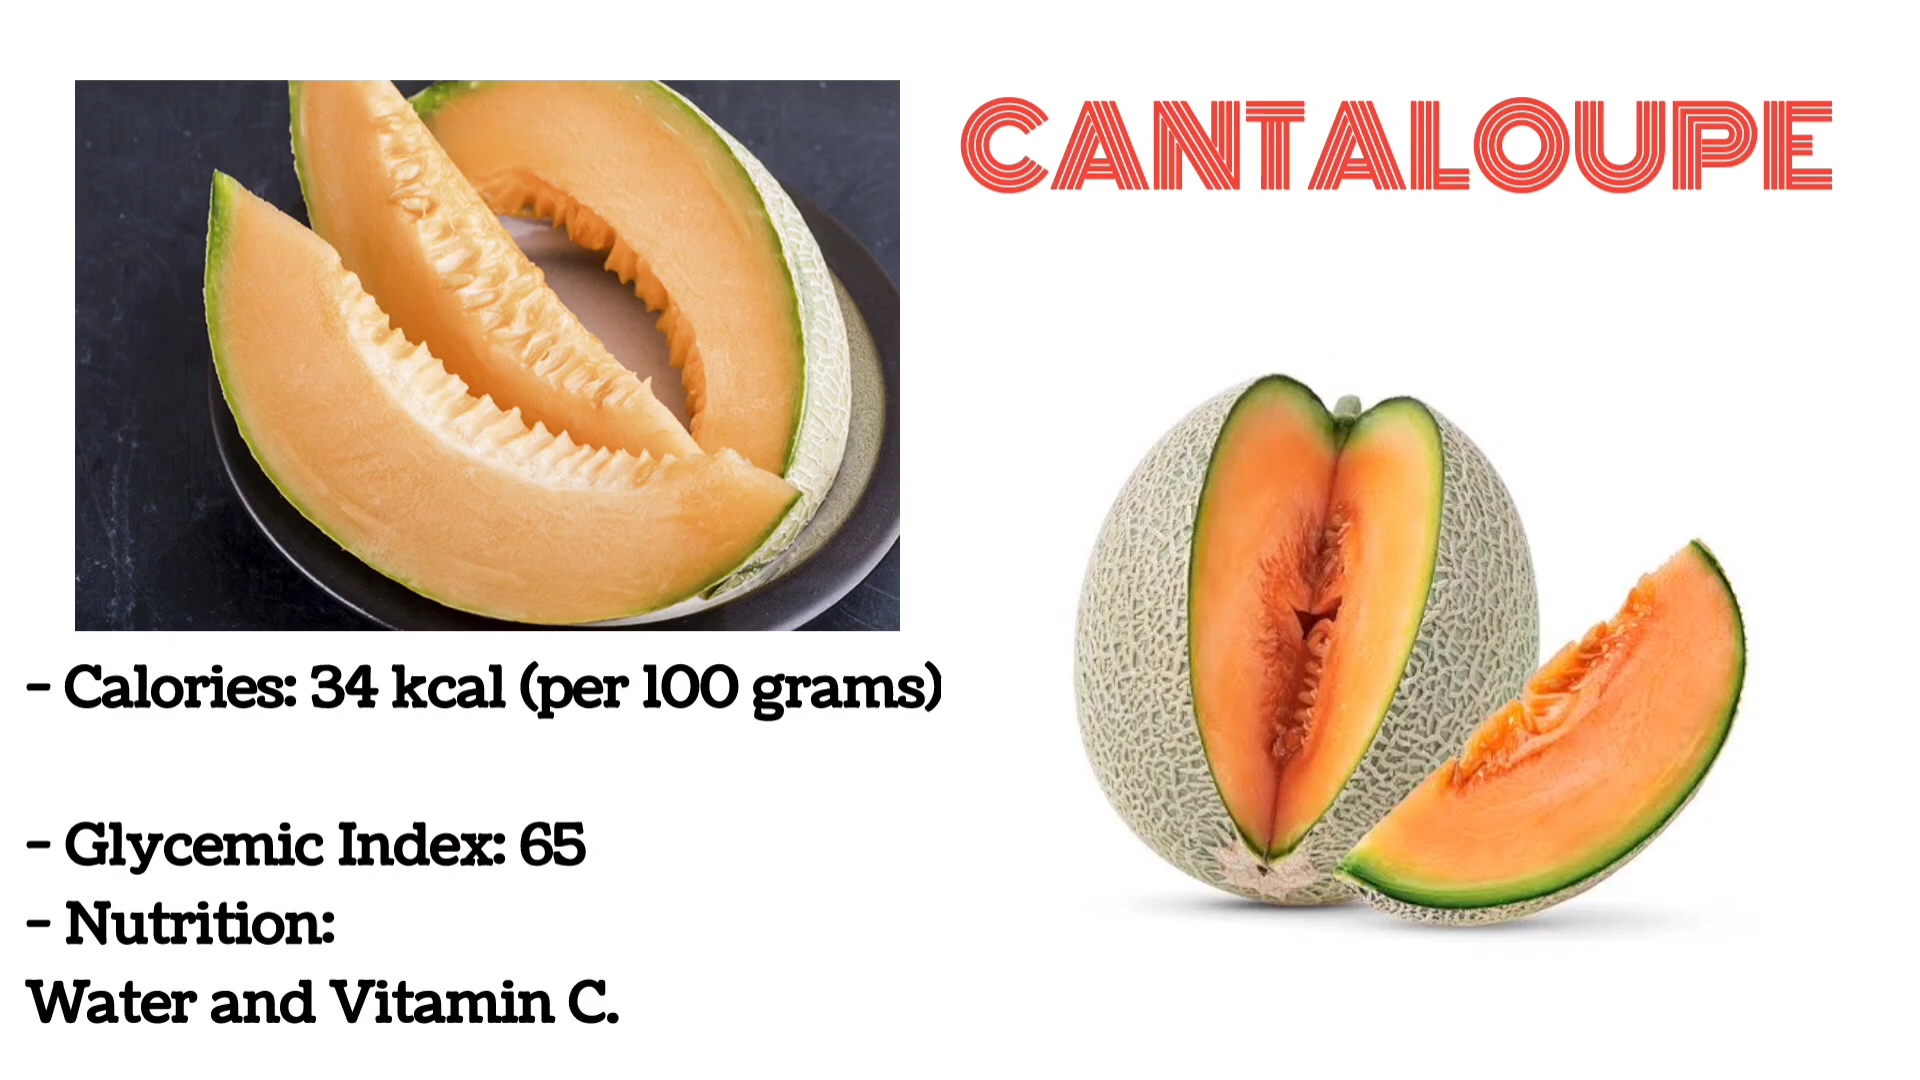 CANTALOUPE
- Calories: 34 kcal (per 100 grams)
- Glycemic Index: 65
- Nutrition:
Water and Vitamin C.